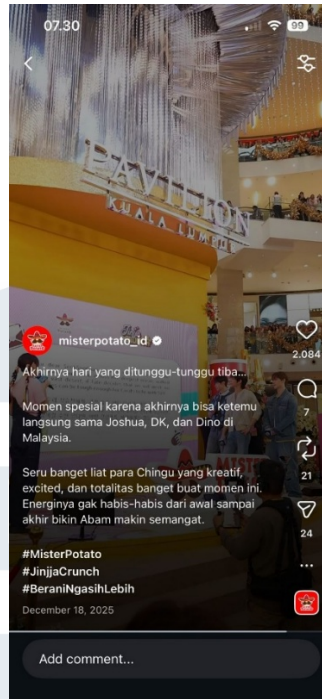 07.30
99
PAVILION
KUALA LUMPUR
misterpotato_id
2.084
Akhirnya hari yang ditunggu-tunggu tiba...
7
Momen spesial karena akhirnya bisa ketemu
langsung sama Joshua, DK, dan Dino di
Malaysia.
21
Seru banget liat para Chingu yang kreatif,
excited, dan totalitas banget buat momen ini.
Energinya gak habis-habis dari awal sampai
akhir bikin Abam makin semangat.
24
#MisterPotato
#JinjjaCrunch
#BeraniNgasihLebih
December 18, 2025
Add comment...